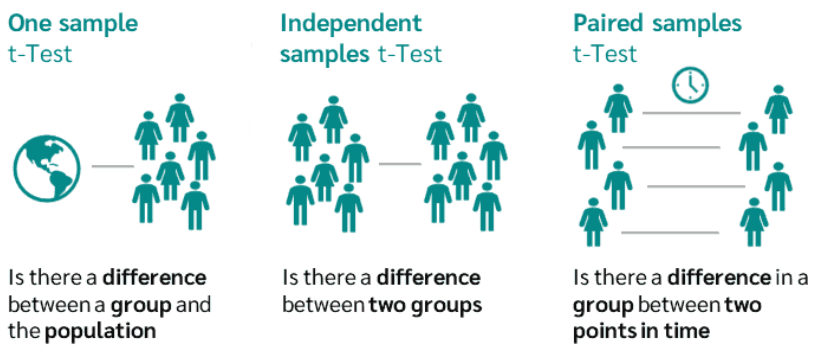 One sample
t-Test
Is there a difference
between a group and
the population
Independent
samples t-Test
Is there a difference
between two groups
Paired samples
t-Test
Is there a difference in a
group between two
points in time